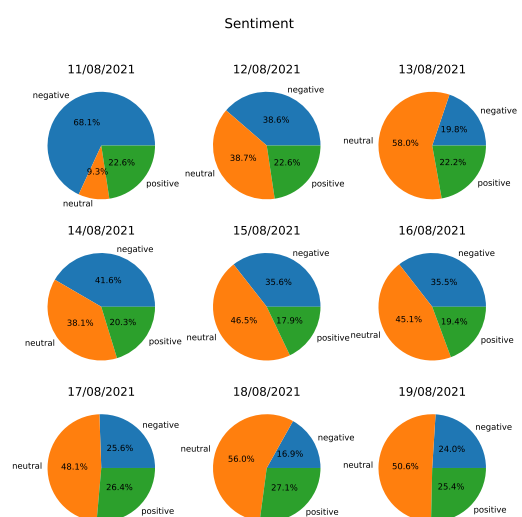 Sentiment
11/08/2021
negative
68.1%
9.3%
22.6%
neutral
positive
12/08/2021
38.6%
38.7%
22.6%
neutral
positive
13/08/2021
negative
19.8%
neutral
58.0%
22.2%
positive
14/08/2021
negative
41.6%
38.1%
20.3%
neutral
positive
15/08/2021
negative
35.6%
46.5%
17.9%
neutral
positive
16/08/2021
negative
35.5%
45.1%
19.4%
neutral
positive
17/08/2021
negative
25.6%
neutral
48.1%
26.4%
positive
18/08/2021
negative
16.9%
neutral
56.0%
27.1%
positive
19/08/2021
negative
24.0%
neutral
50.6%
25.4%
positive